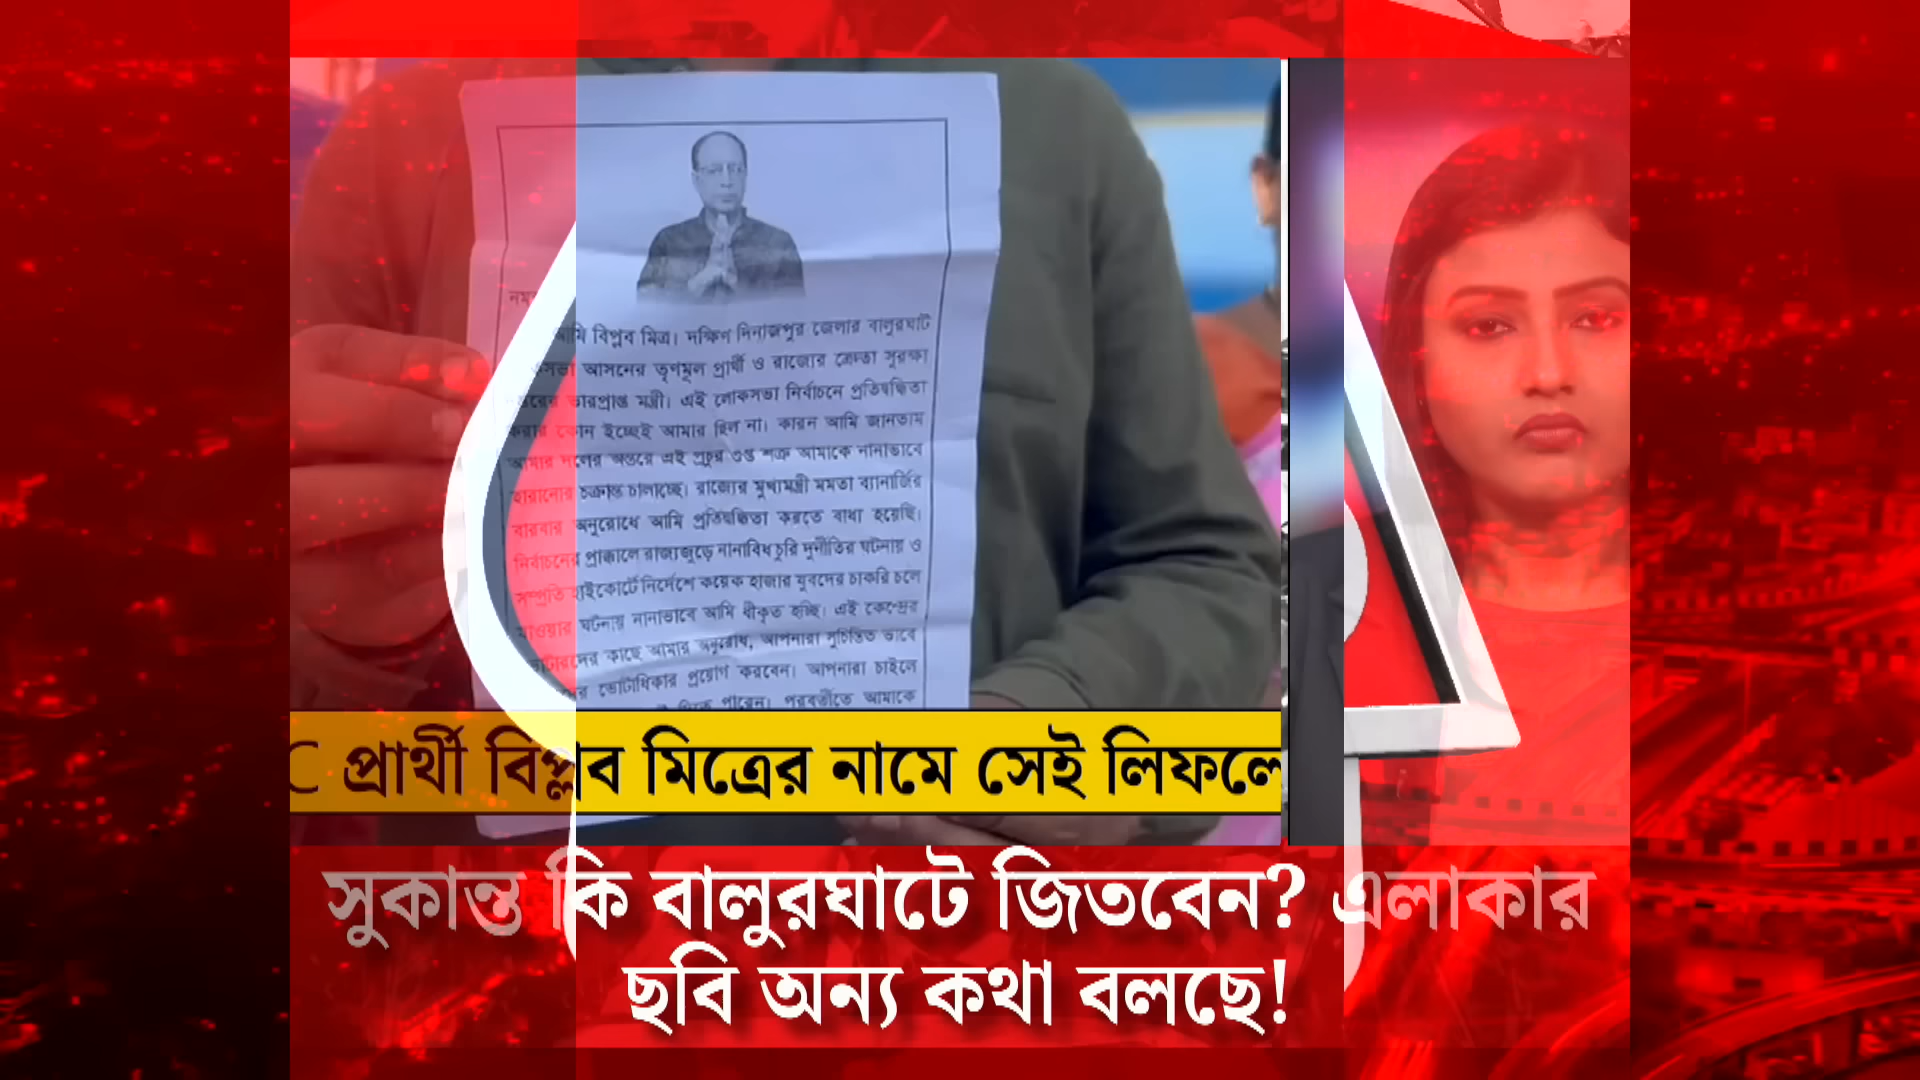 আমি বিপ্লব মিত্র। দক্ষিণ দিনাজপুর জেলার বালুরঘাট
আসনের তৃণমূল প্রার্থী ও রাজ্যের ক্রেতা সুরক্ষা
ভারপ্রাপ্ত মন্ত্রী। এই লোকসভা নির্বাচনে প্রতিদ্বন্ধিতা
করার কোন ইচ্ছেই আমার ছিল না। কারন আমি জানতাম
আমার দলের অন্তরে এই প্রচুর গুপ্ত শত্রু আমাকে নানাভাবে
হারানোর চক্রান্ত চালাচ্ছে। রাজ্যের মুখ্যমন্ত্রী মমতা ব্যানার্জির
বারবার অনুরোধে আমি প্রতিদ্বন্ধিতা করতে বাধ্য হয়েছি।
নির্বাচনের প্রাক্কালে রাজ্যজুড়ে নানাবিধ চুরি দুর্নীতির ঘটনায় ও
সম্প্রতি হাইকোর্টে নির্দেশে কয়েক হাজার যুবদের চাকরি চলে
যাওয়ার ঘটনায় নানাভাবে আমি ধীকৃত হচ্ছি। এই কেন্দ্রের
ভোটারদের কাছে আমার অনুরোধ, আপনারা সুচিন্তিত ভাবে
ভোটাধিকার প্রয়োগ করবেন। আপনারা চাইলে
পারেন। পরবর্তীতে আমাকে
C প্রার্থী বিপ্লব মিত্রের নামে সেই লিফলে
সুকান্ত কি বালুরঘাটে জিতবেন? এলাকার
ছবি অন্য কথা বলছে!